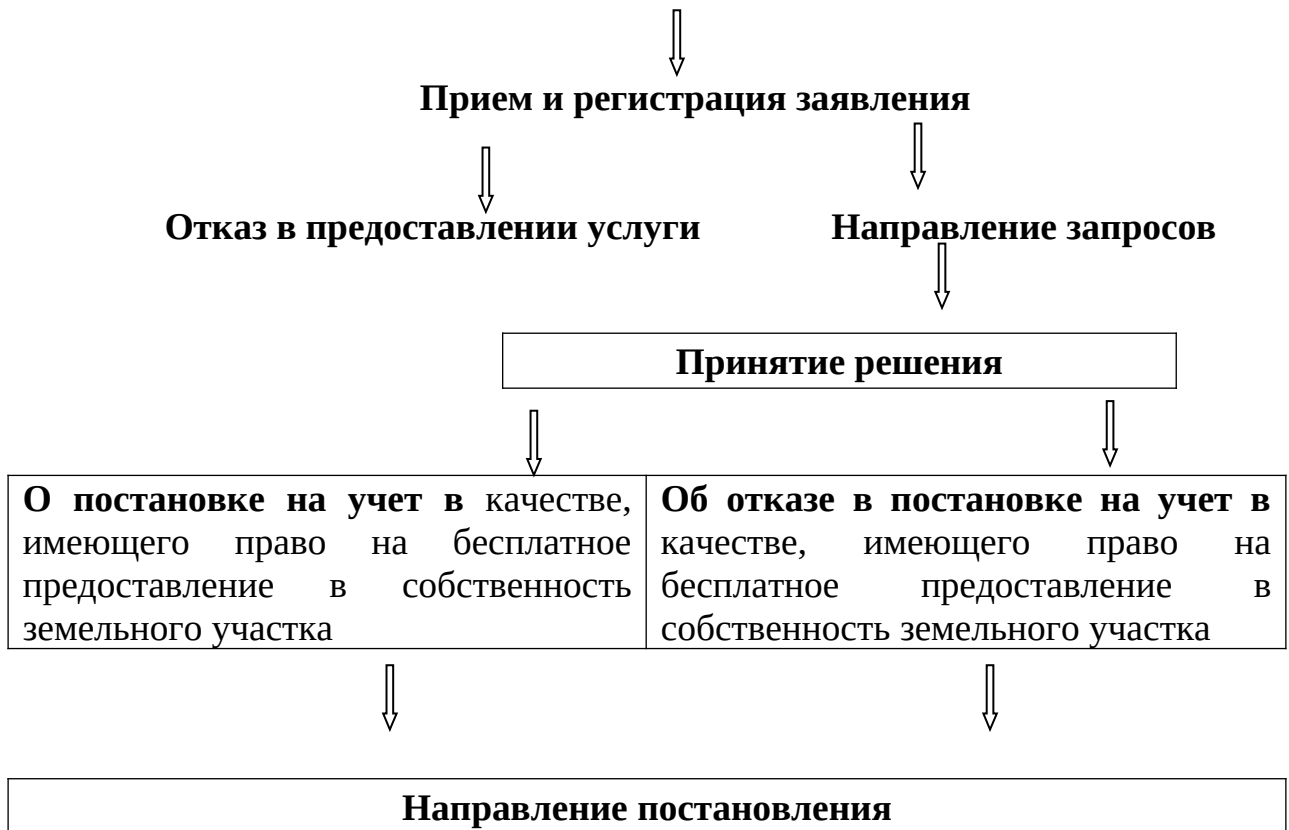 Прием и регистрация заявления
Отказ в предоставлении услуги
Направление запросов
Принятие решения
О постановке на учет в качестве,
имеющего право на бесплатное
предоставление в собственность
земельного участка
Об отказе в постановке на учет в
качестве, имеющего право на
бесплатное предоставление в
собственность земельного участка
Направление постановления